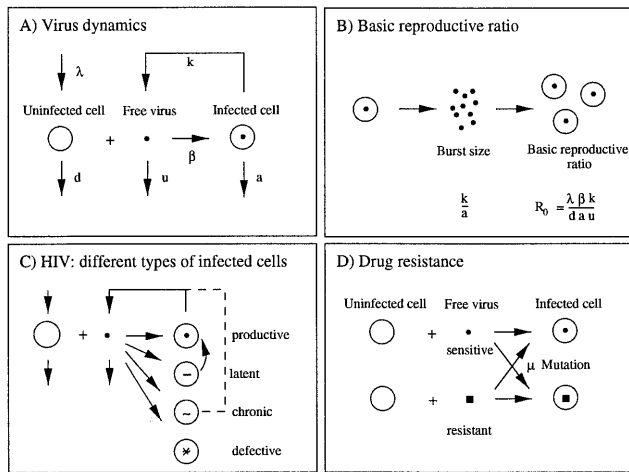 A) Virus dynamics
k
λ
Uninfected cell Free virus Infected cell
+
β
d u a
B) Basic reproductive ratio
Burst size Basic reproductive
ratio
k
a
R₀ = λ β k
d a u
C) HIV: different types of infected cells
+
productive
latent
chronic
defective
D) Drug resistance
Uninfected cell Free virus Infected cell
+
sensitive
μ Mutation
+
resistant